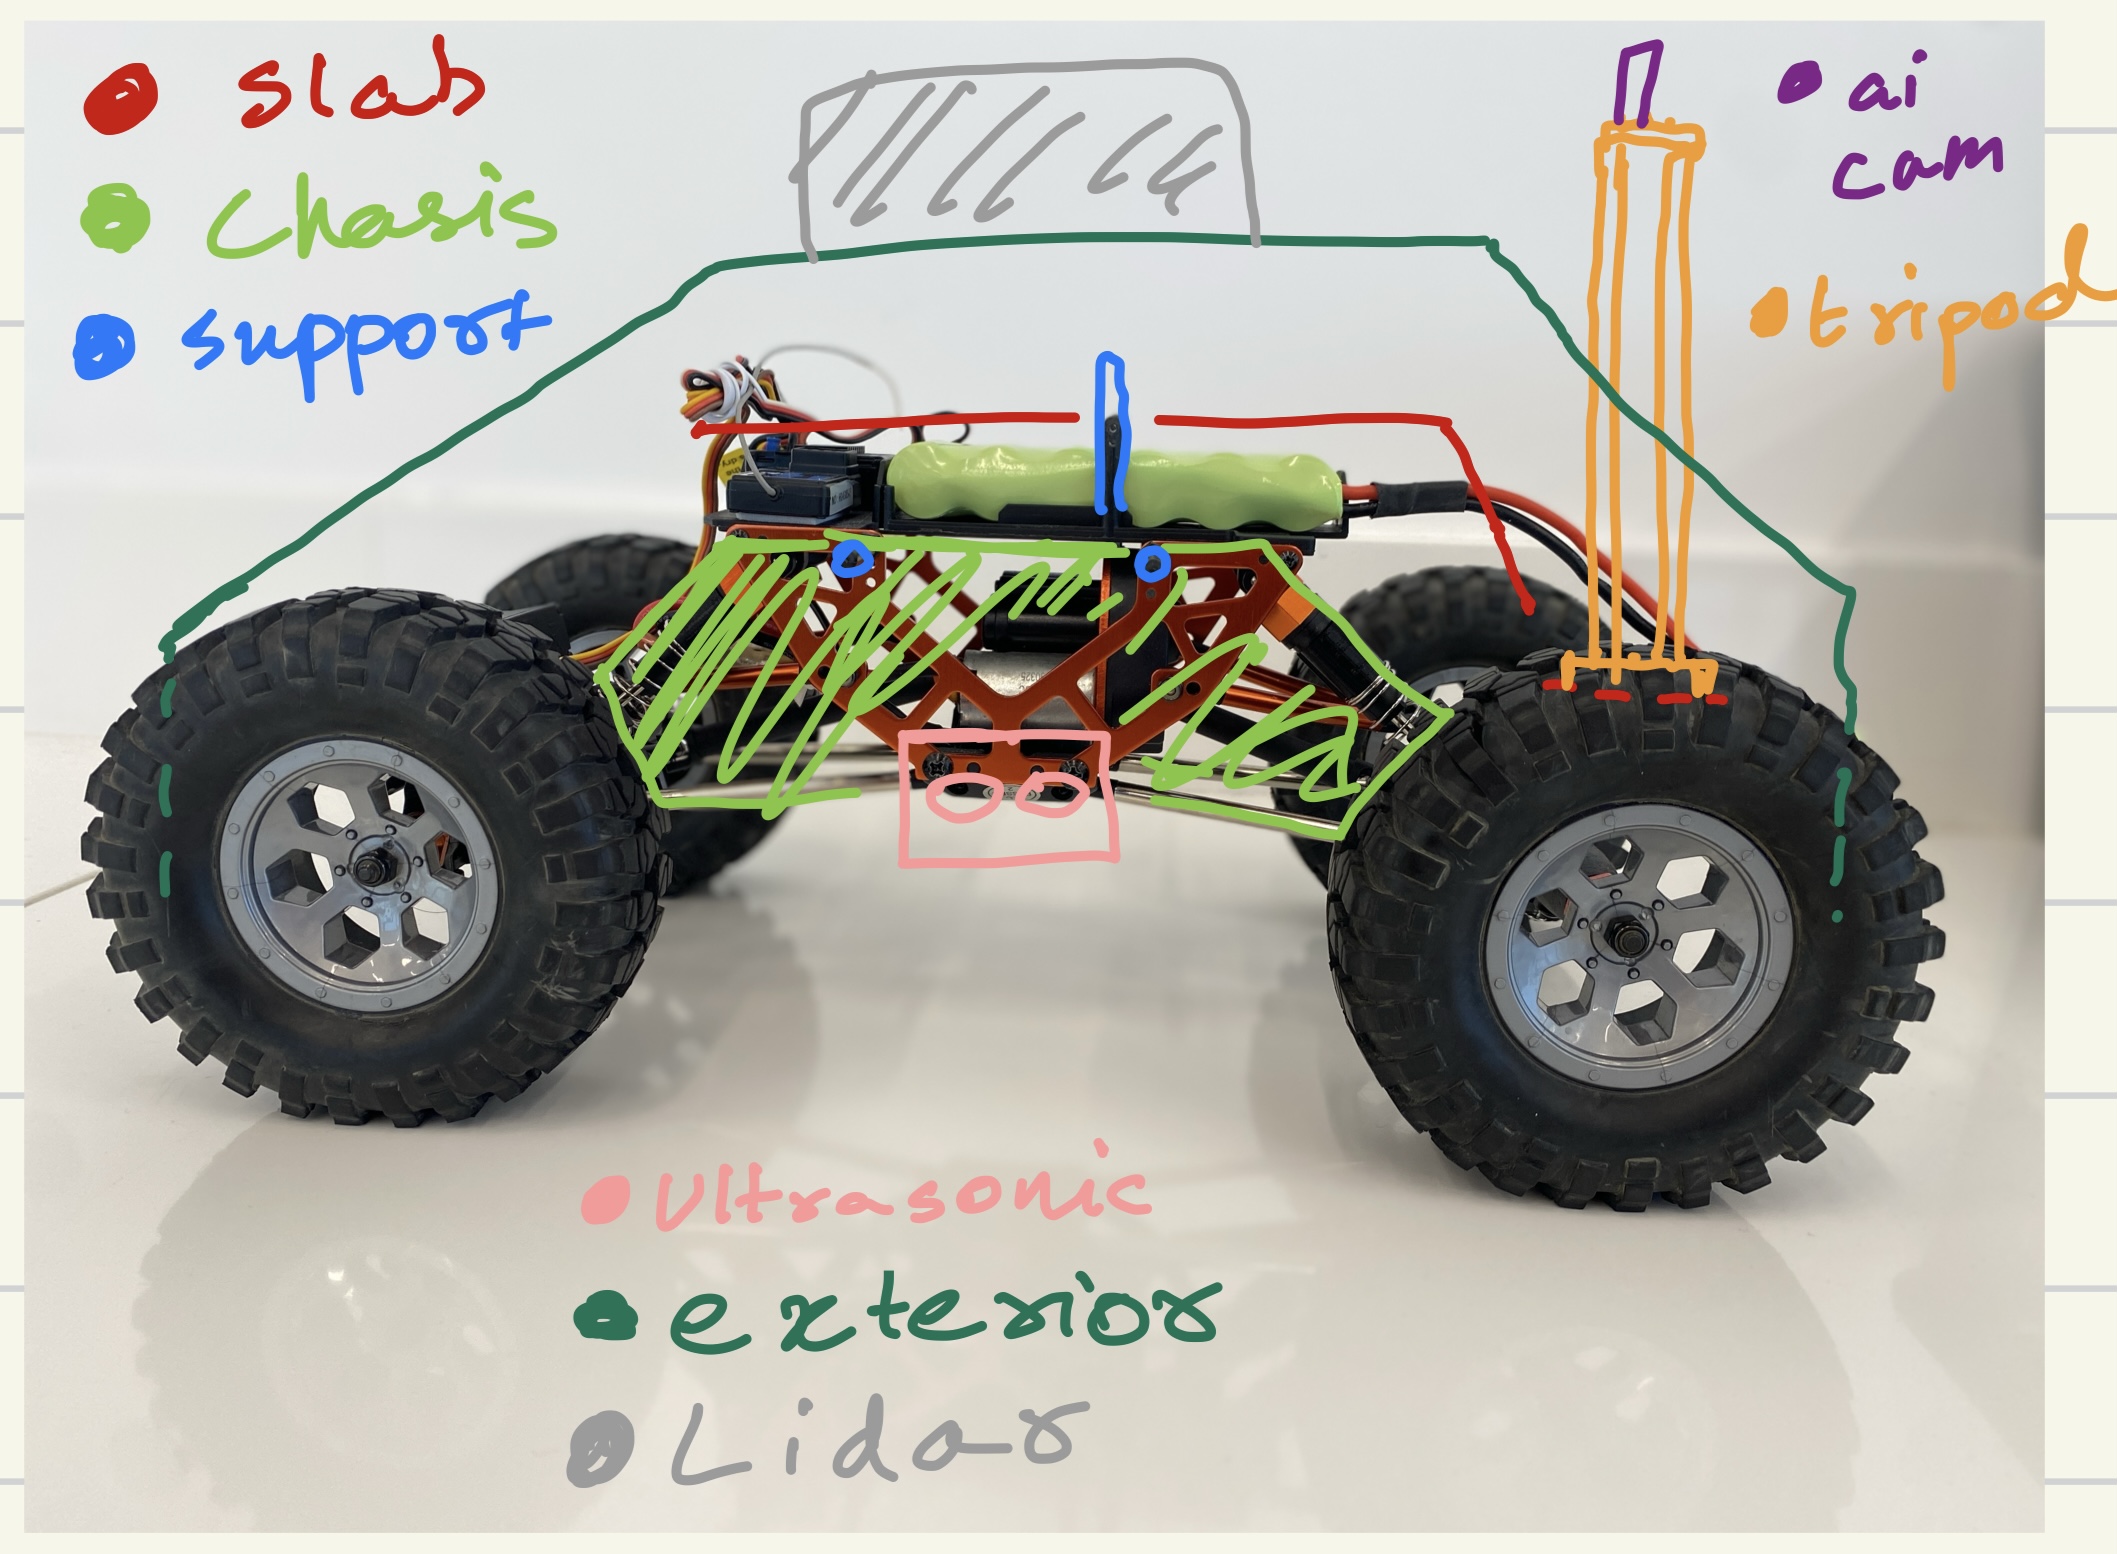 slab
Chasis
support
ai
cam
tripod
Ultrasonic
exterior
Lidar